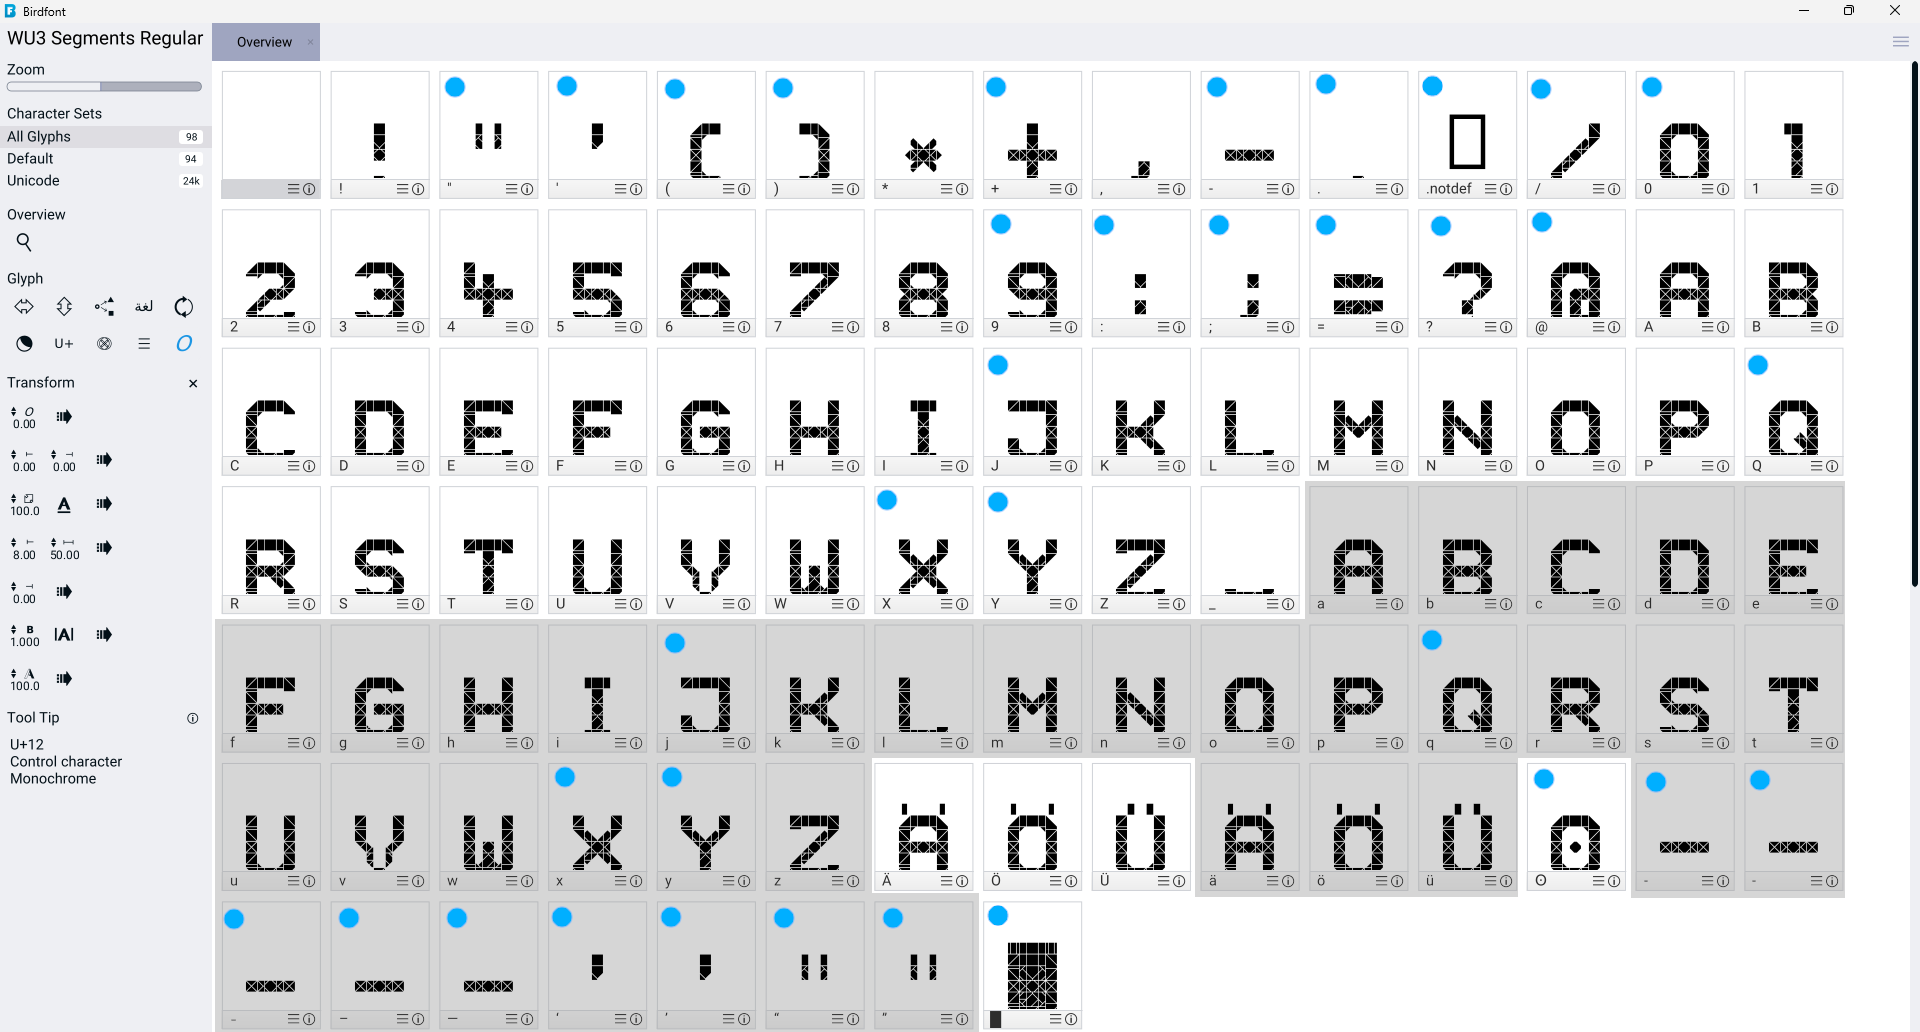 Birdfont
WU3 Segments Regular
Overview
Zoom
Character Sets
All Glyphs 98
Default 94
Unicode 24k
Overview
Glyph
لغة
U+
Transform
0.00
0.00 0.00
100.0 A
8.00 50.00
0.00
1.000 |A|
100.0
Tool Tip
U+12
Control character
Monochrome
! " ' ( ) * + , - . .notdef / 0 1
2 3 4 5 6 7 8 9 : ; = ? @ A B
C D E F G H I J K L M N O P Q
R S T U V W X Y Z _ a b c d e
f g h i j k l m n o p q r s t
u v w x y z Ä Ö Ü ä ö ü ʘ - -
‒ – — ‘ ’ “ ” █